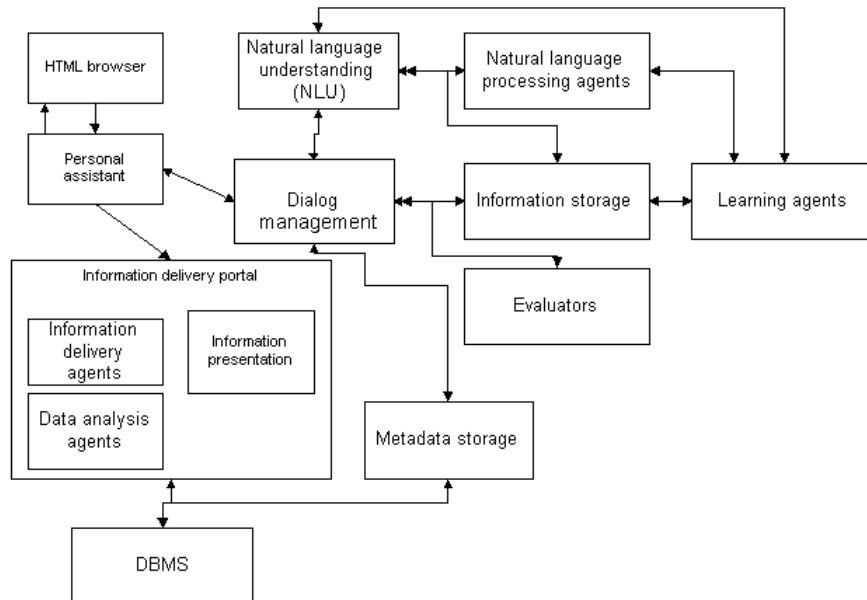 HTML browser
Natural language
understanding
(NLU)
Natural language
processing agents
Personal
assistant
Dialog
management
Information storage
Learning agents
Information delivery portal
Evaluators
Information
delivery
agents
Information
presentation
Data analysis
agents
Metadata storage
DBMS